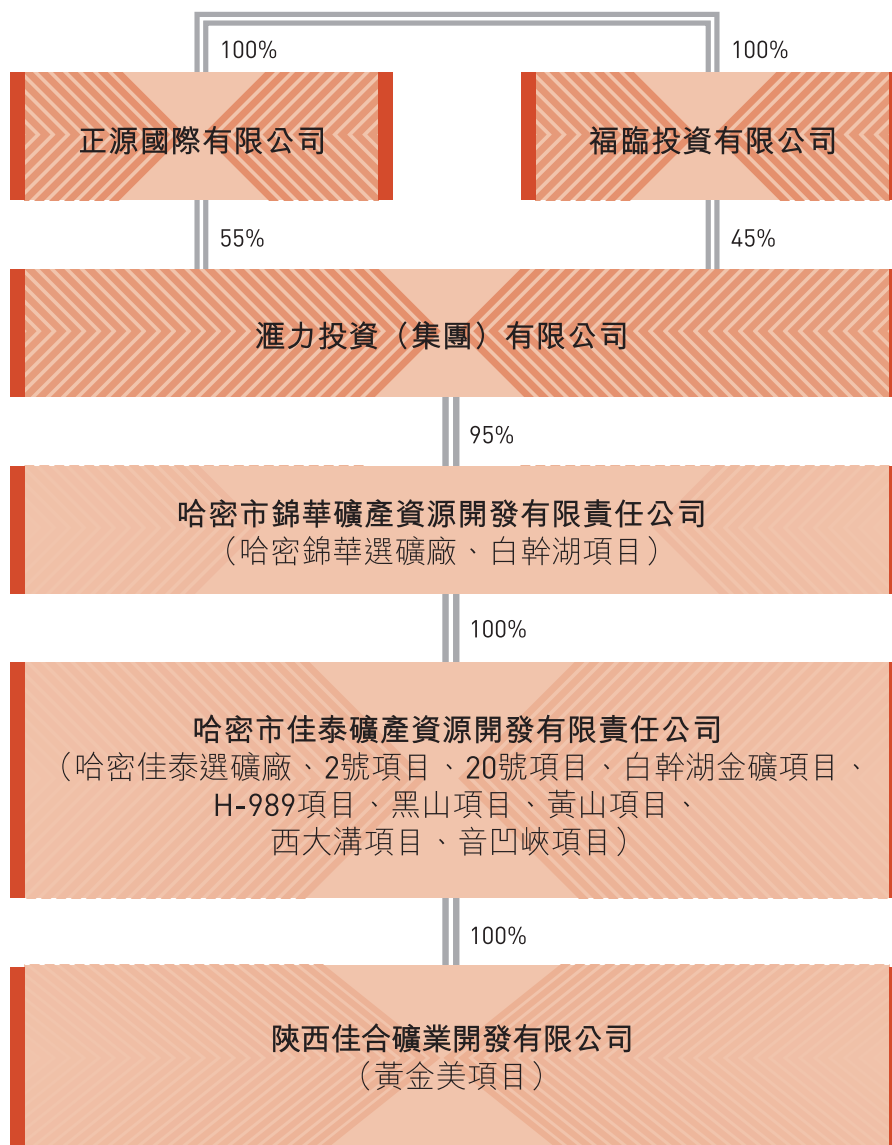 100%
100%
正源國際有限公司
福臨投資有限公司
55%
45%
滙力投資（集團）有限公司
95%
哈密市錦華礦產資源開發有限責任公司
（哈密錦華選礦廠、白幹湖項目）
100%
哈密市佳泰礦產資源開發有限責任公司
（哈密佳泰選礦廠、2號項目、20號項目、白幹湖金礦項目、
H-989項目、黑山項目、黃山項目、
西大溝項目、音凹峽項目）
100%
陝西佳合礦業開發有限公司
（黃金美項目）